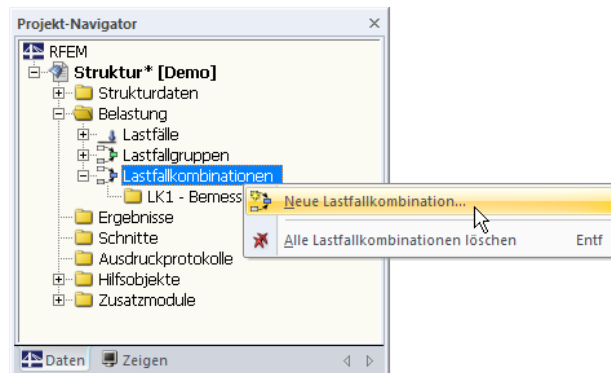 Projekt-Navigator
RFEM
Struktur* [Demo]
Strukturdaten
Belastung
Lastfälle
Lastfallgruppen
Lastfallkombinationen
LK1 - Bemess
Neue Lastfallkombination...
Ergebnisse
Schnitte
Alle Lastfallkombinationen löschen Entf
Ausdruckprotokolle
Hilfsobjekte
Zusatzmodule
Daten Zeigen